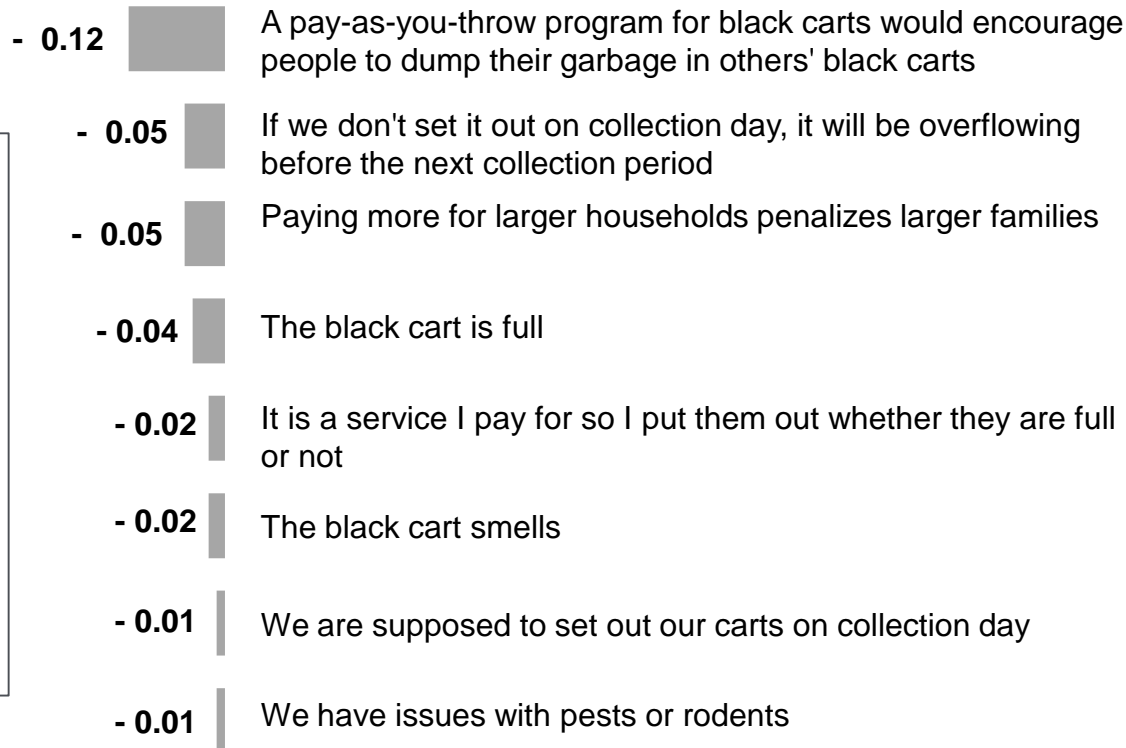 - 0.12 A pay-as-you-throw program for black carts would encourage
people to dump their garbage in others' black carts
- 0.05 If we don't set it out on collection day, it will be overflowing
before the next collection period
- 0.05 Paying more for larger households penalizes larger families
- 0.04 The black cart is full
- 0.02 It is a service I pay for so I put them out whether they are full
or not
- 0.02 The black cart smells
- 0.01 We are supposed to set out our carts on collection day
- 0.01 We have issues with pests or rodents